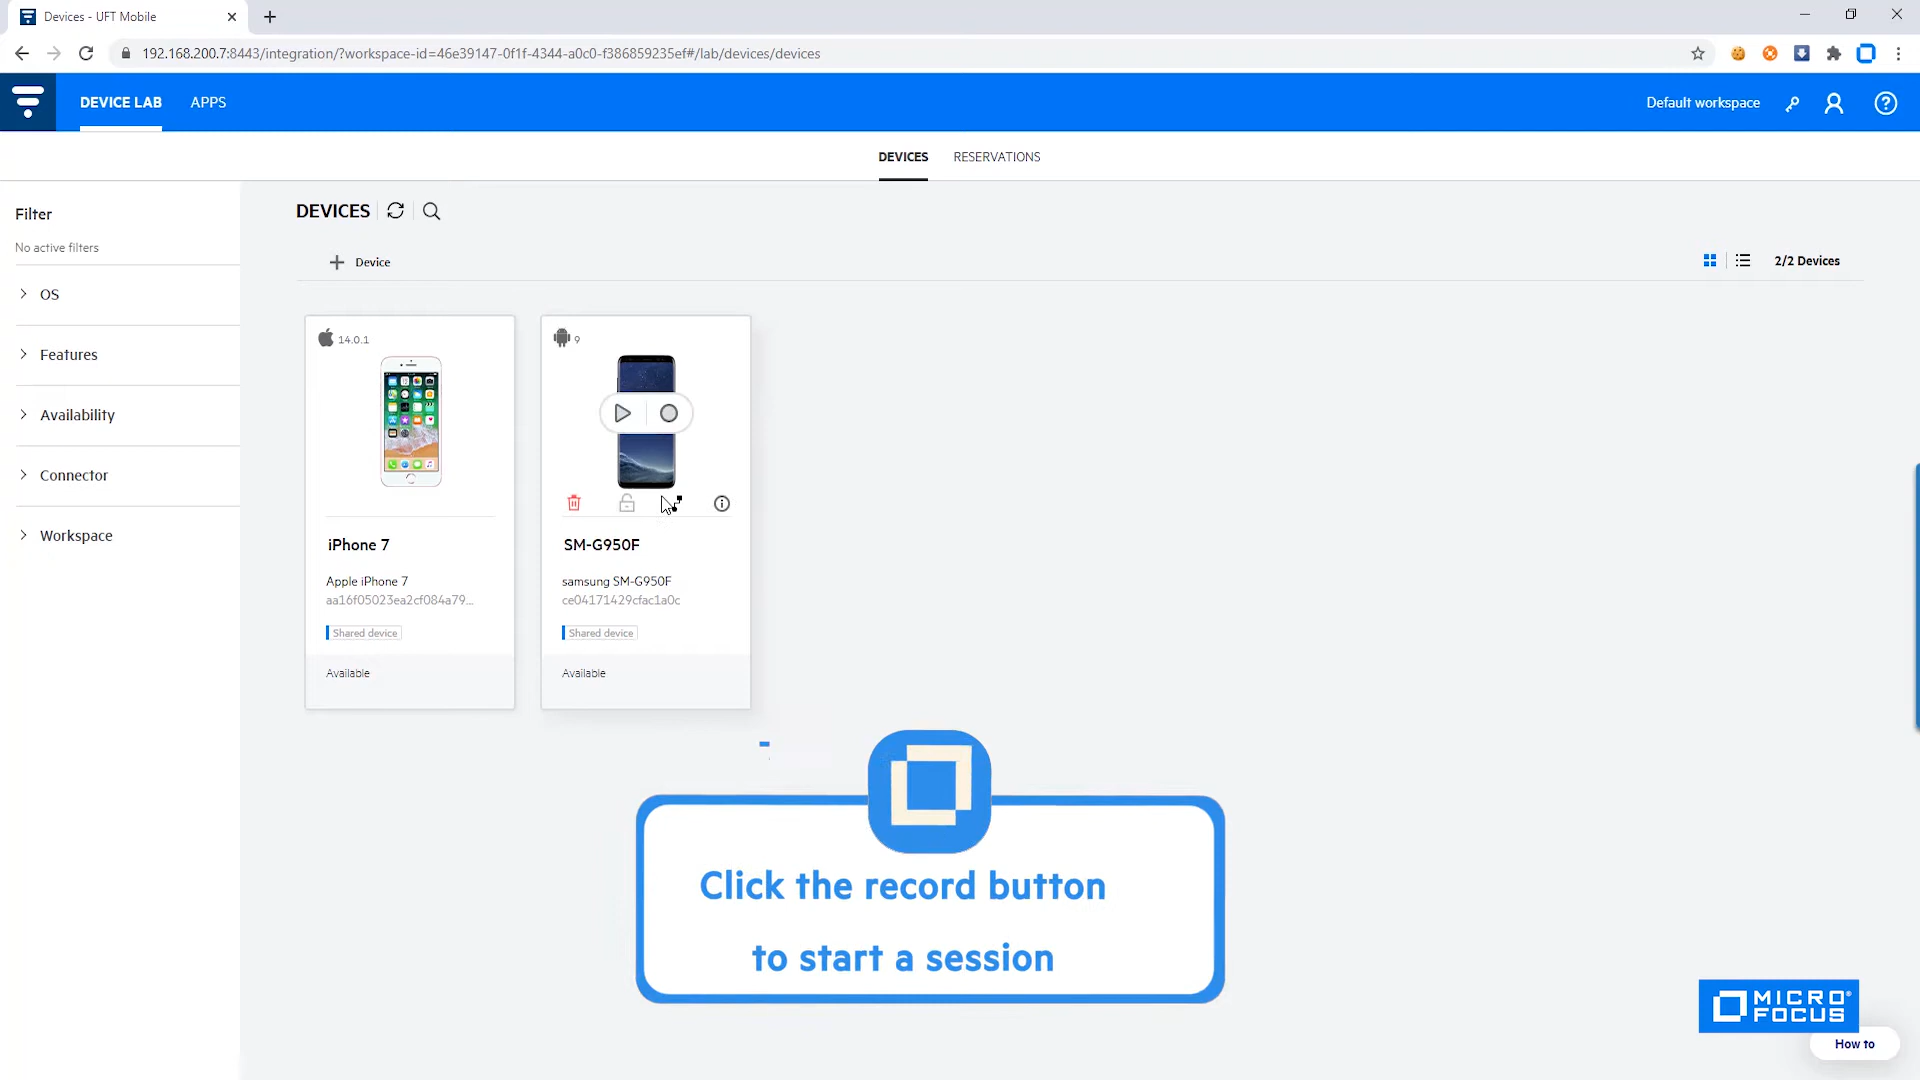 Devices - UFT Mobile
192.168.200.7:8443/integration/?workspace-id=46e39147-0f1f-4344-a0c0-f386859235ef#/lab/devices/devices
DEVICE LAB APPS Default workspace
DEVICES RESERVATIONS
Filter
No active filters
OS
Features
Availability
Connector
Workspace
DEVICES
Device 2/2 Devices
14.0.1
iPhone 7
Apple iPhone 7
aa16f05023ea2cf084a79...
Shared device
Available
9
SM-G950F
samsung SM-G950F
ce04171429cfac1a0c
Shared device
Available
Click the record button
to start a session
MICRO
FOCUS
How to